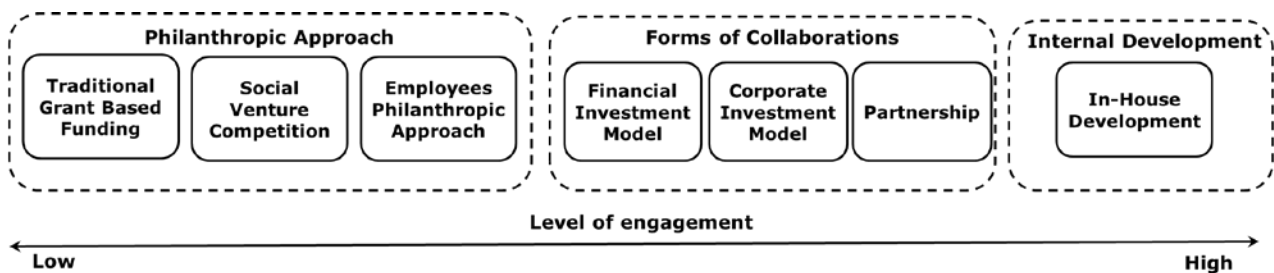 Philanthropic Approach
Traditional
Grant Based
Funding
Social
Venture
Competition
Employees
Philanthropic
Approach
Forms of Collaborations
Financial
Investment
Model
Corporate
Investment
Model
Partnership
Internal Development
In-House
Development
Level of engagement
Low
High